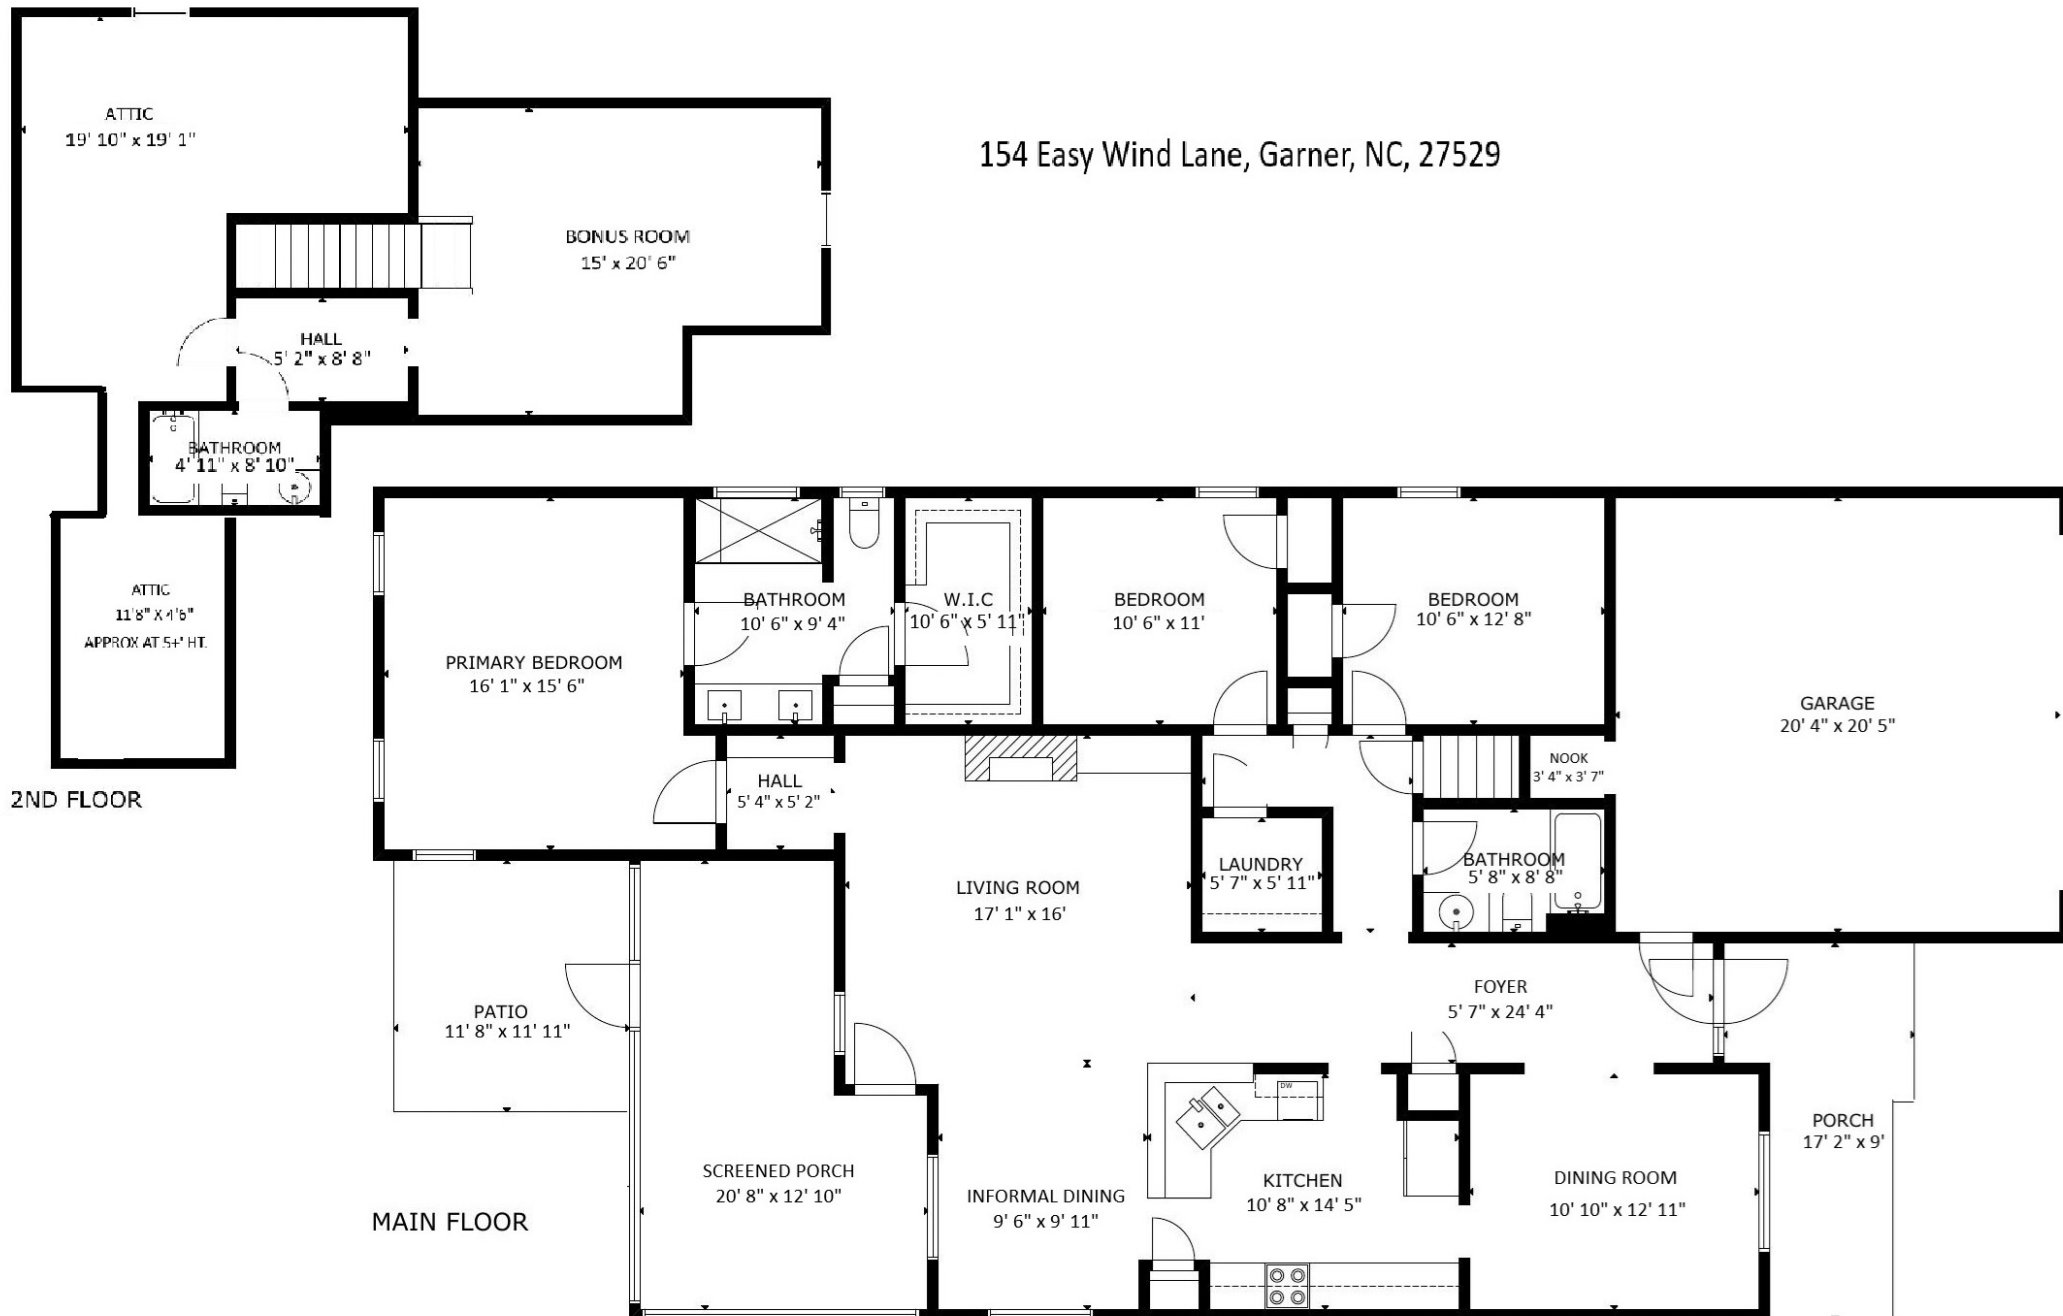 ATTIC
19' 10" x 19' 1"
154 Easy Wind Lane, Garner, NC, 27529
BONUS ROOM
15' x 20' 6"
HALL
5' 2" x 8' 8"
BATHROOM
4' 11" x 8' 10"
ATTIC
11'8" X 4'6"
APPROX AT 5+' HT.
2ND FLOOR
PRIMARY BEDROOM
16' 1" x 15' 6"
BATHROOM
10' 6" x 9' 4"
W.I.C
10' 6" x 5' 11"
BEDROOM
10' 6" x 11'
BEDROOM
10' 6" x 12' 8"
GARAGE
20' 4" x 20' 5"
HALL
5' 4" x 5' 2"
NOOK
3' 4" x 3' 7"
LIVING ROOM
17' 1" x 16'
LAUNDRY
5' 7" x 5' 11"
BATHROOM
5' 8" x 8' 8"
PATIO
11' 8" x 11' 11"
FOYER
5' 7" x 24' 4"
DW
SCREENED PORCH
20' 8" x 12' 10"
INFORMAL DINING
9' 6" x 9' 11"
KITCHEN
10' 8" x 14' 5"
DINING ROOM
10' 10" x 12' 11"
PORCH
17' 2" x 9'
MAIN FLOOR